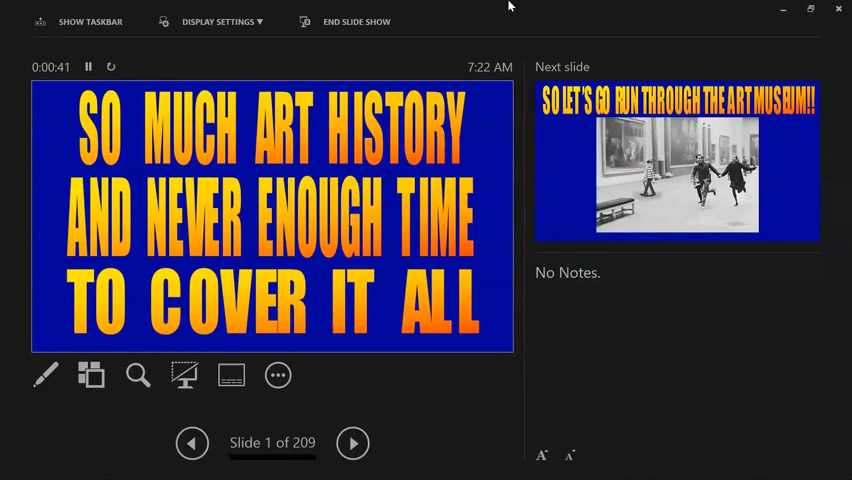 SHOW TASKBAR
DISPLAY SETTINGS ▼
END SLIDE SHOW
0:00:41
7:22 AM
SO MUCH ART HISTORY
AND NEVER ENOUGH TIME
TO COVER IT ALL
Slide 1 of 209
Next slide
SO LET'S GO RUN THROUGH THE ART MUSEUM!!
No Notes.
A A